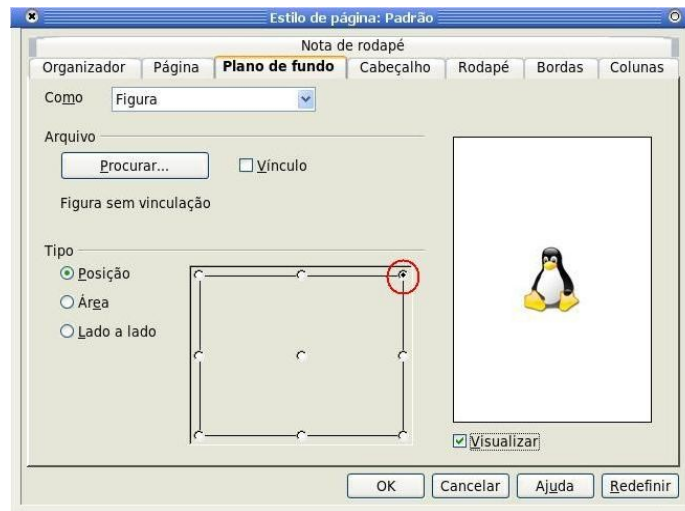 Estilo de página: Padrão
Nota de rodapé
Organizador Página Plano de fundo Cabeçalho Rodapé Bordas Colunas
Como Figura
Arquivo
Procurar... Vínculo
Figura sem vinculação
Tipo
Posição
Área
Lado a lado
Visualizar
OK Cancelar Ajuda Redefinir